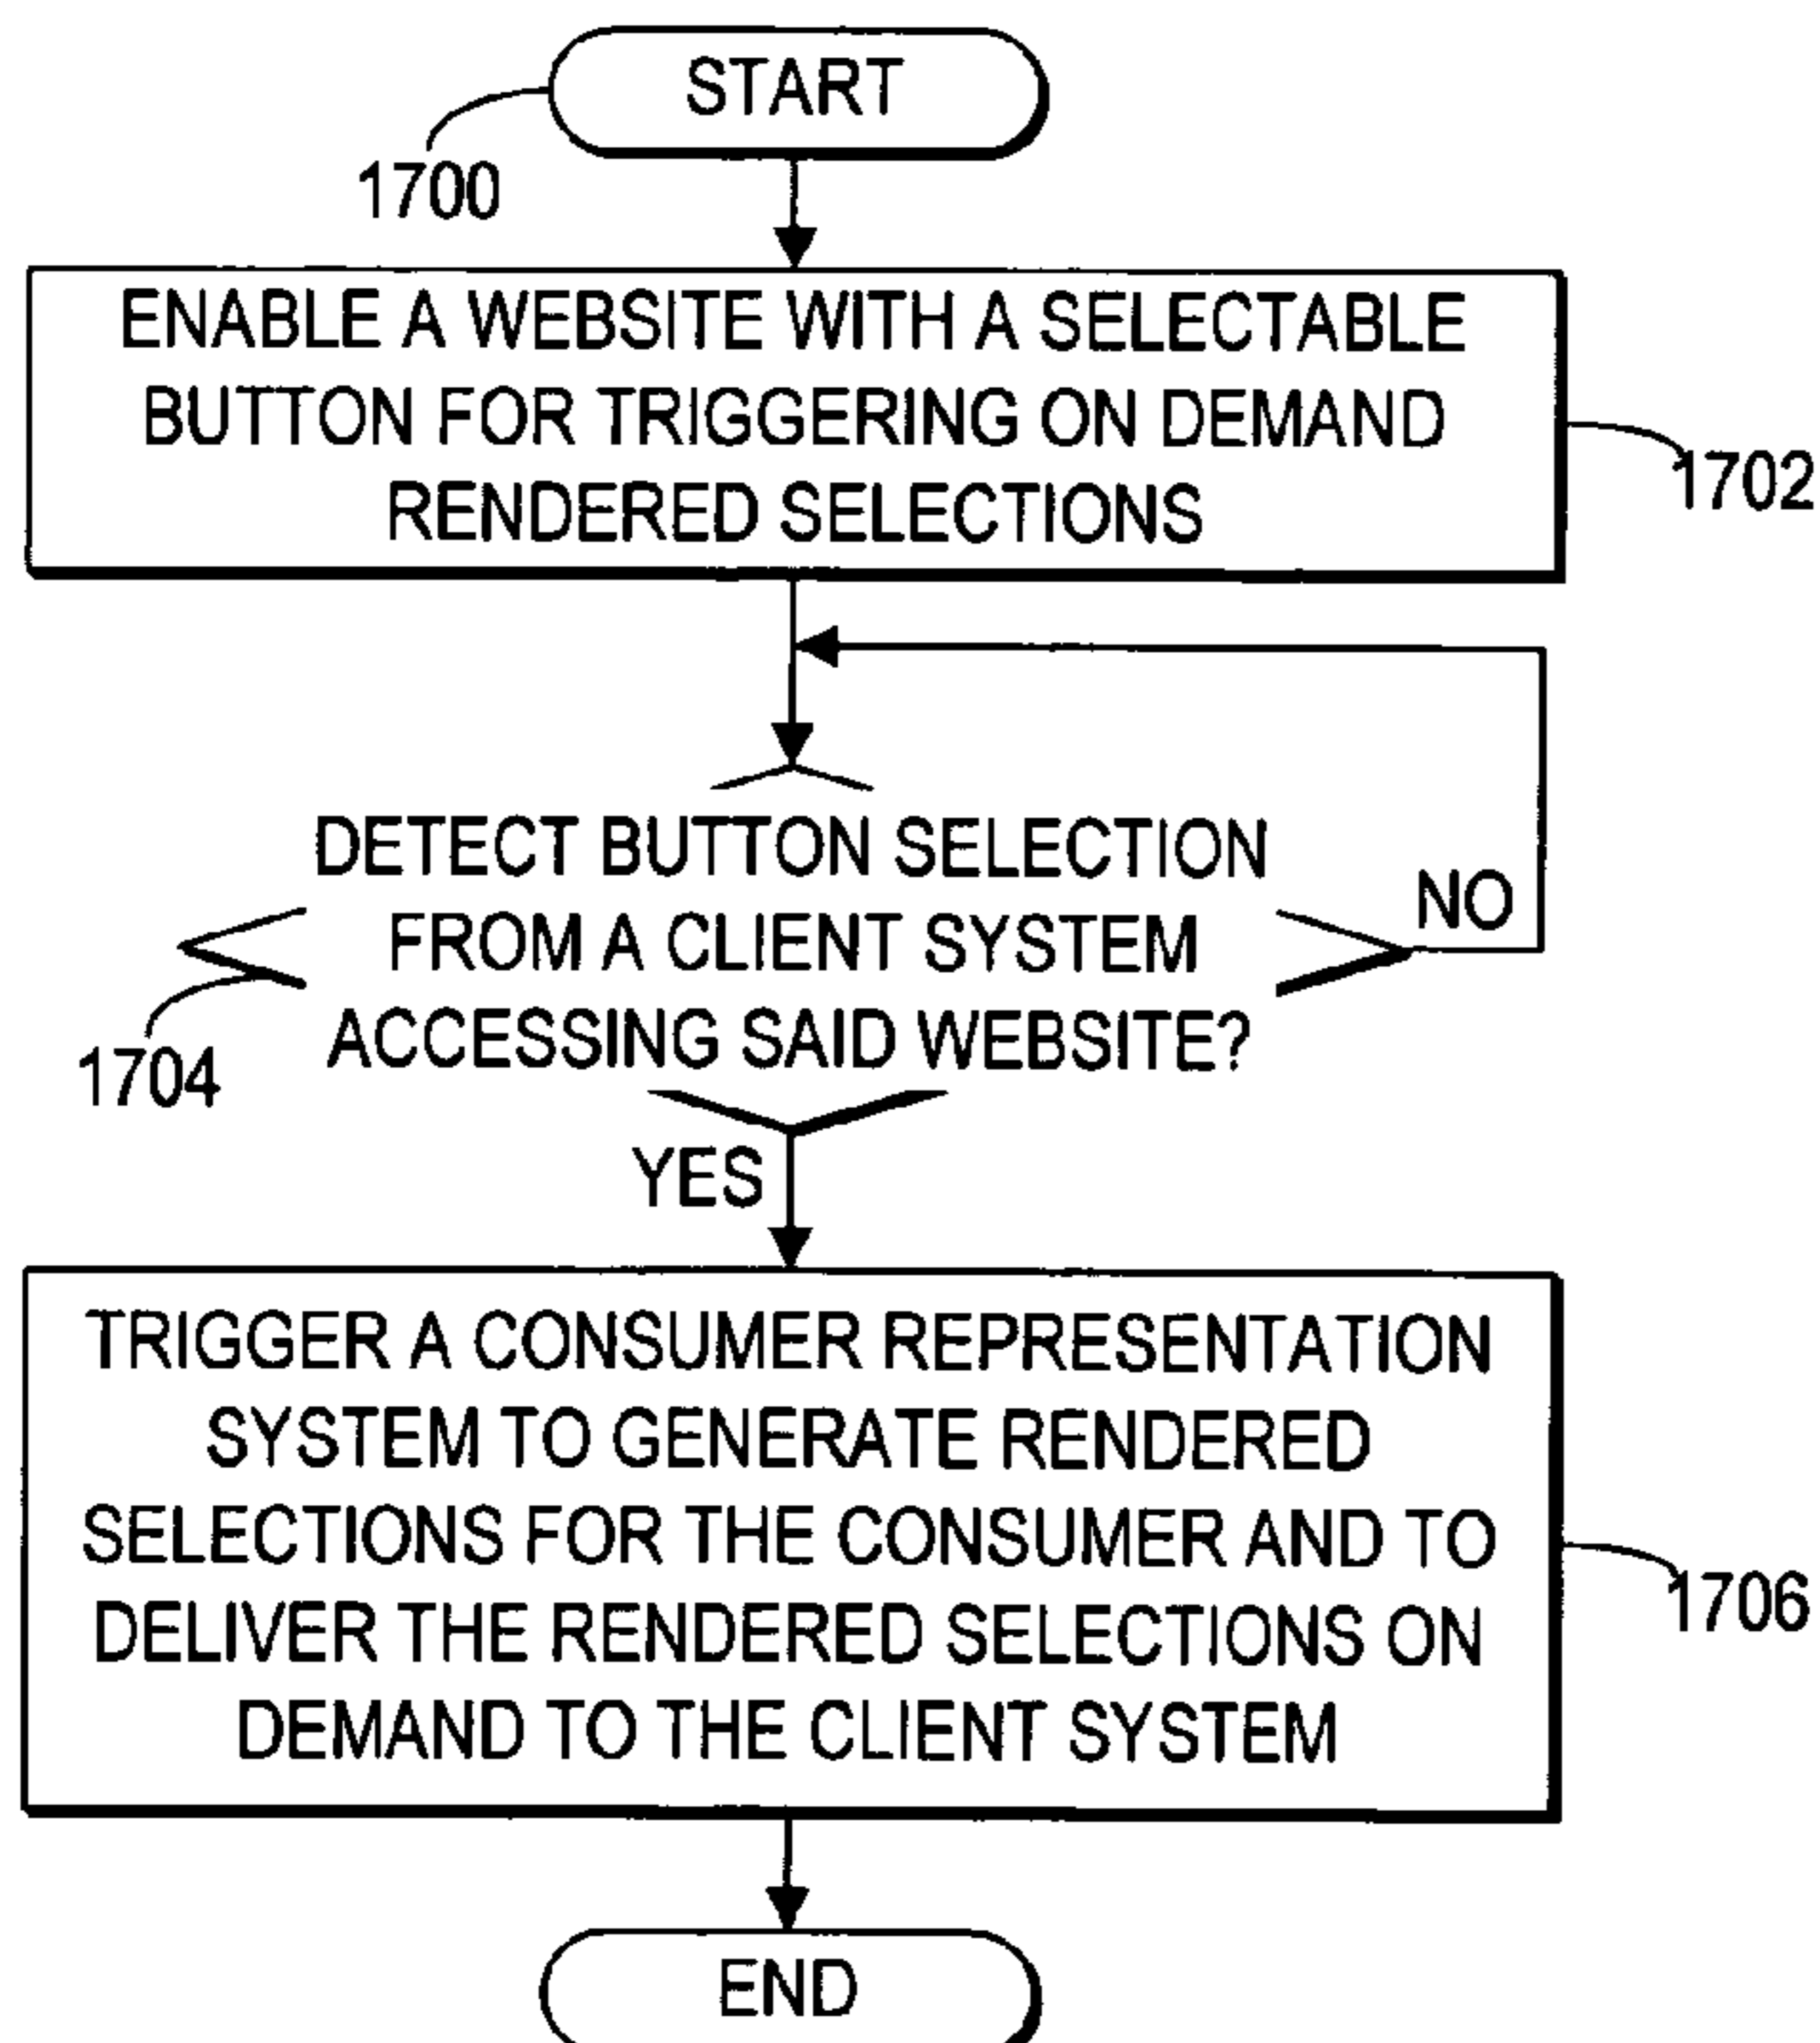 START
1700
ENABLE A WEBSITE WITH A SELECTABLE
BUTTON FOR TRIGGERING ON DEMAND
RENDERED SELECTIONS
1702
DETECT BUTTON SELECTION
FROM A CLIENT SYSTEM
ACCESSING SAID WEBSITE?
NO
1704
YES
TRIGGER A CONSUMER REPRESENTATION
SYSTEM TO GENERATE RENDERED
SELECTIONS FOR THE CONSUMER AND TO
DELIVER THE RENDERED SELECTIONS ON
DEMAND TO THE CLIENT SYSTEM
1706
END